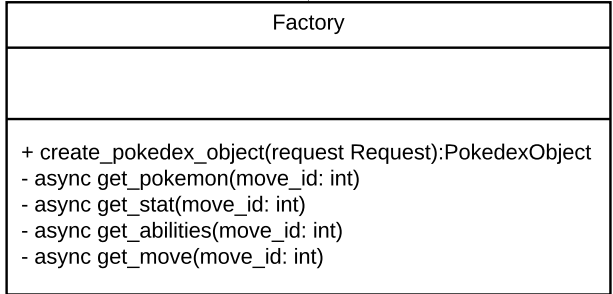 Factory
+ create_pokedex_object(request Request):PokedexObject
- async get_pokemon(move_id: int)
- async get_stat(move_id: int)
- async get_abilities(move_id: int)
- async get_move(move_id: int)